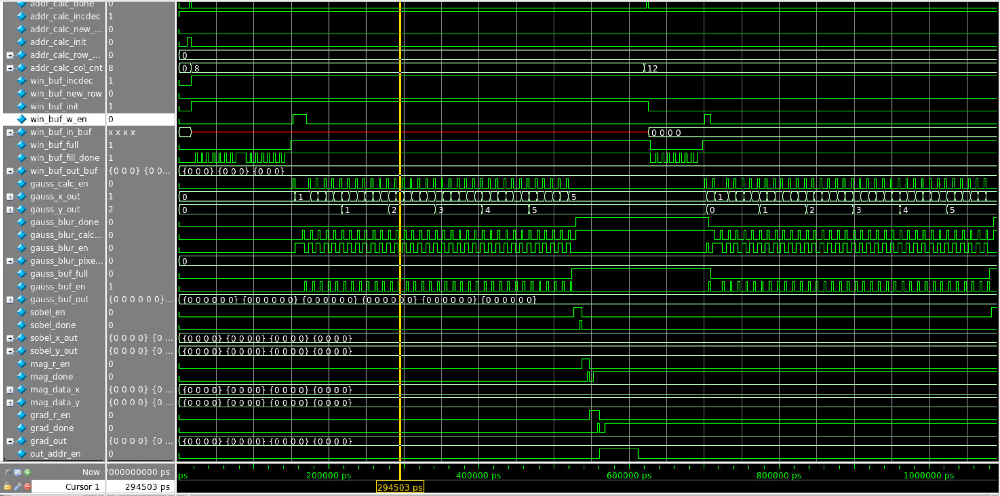 addr_calc_done 0
addr_calc_incdec 1
addr_calc_new_... 0
addr_calc_init 0
addr_calc_row_... 0 0
addr_calc_col_cnt 8 0 8 12
win_buf_incdec 1
win_buf_new_row 0
win_buf_init 1
win_buf_w_en 0
win_buf_in_buf x x x x 0 0 0 0
win_buf_full 1
win_buf_fill_done 1
win_buf_out_buf {0 0 0} {0 0... {0 0 0} {0 0 0} {0 0 0}
gauss_calc_en 0
gauss_x_out 1 0 1 5 1
gauss_y_out 2 0 1 2 3 4 5 0 1 2 3 4 5
gauss_blur_done 0
gauss_blur_calc... 0
gauss_blur_en 0
gauss_blur_pixe... 0 0
gauss_buf_full 0
gauss_buf_en 1
gauss_buf_out {0 0 0 0 0 0}... {0 0 0 0 0 0} {0 0 0 0 0 0} {0 0 0 0 0 0} {0 0 0 0 0 0} {0 0 0 0 0 0} {0 0 0 0 0 0}
sobel_en 0
sobel_done 0
sobel_x_out {0 0 0 0} {0 ... {0 0 0 0} {0 0 0 0} {0 0 0 0} {0 0 0 0}
sobel_y_out {0 0 0 0} {0 ... {0 0 0 0} {0 0 0 0} {0 0 0 0} {0 0 0 0}
mag_r_en 0
mag_done 0
mag_data_x {0 0 0 0} {0 ... {0 0 0 0} {0 0 0 0} {0 0 0 0} {0 0 0 0}
mag_data_y {0 0 0 0} {0 ... {0 0 0 0} {0 0 0 0} {0 0 0 0} {0 0 0 0}
grad_r_en 0
grad_done 0
grad_out {0 0 0 0} {0 ... {0 0 0 0} {0 0 0 0} {0 0 0 0} {0 0 0 0}
out_addr_en 0
Now 000000000 ps ps 200000 ps 400000 ps 600000 ps 800000 ps 1000000 ps
Cursor 1 294503 ps 294503 ps